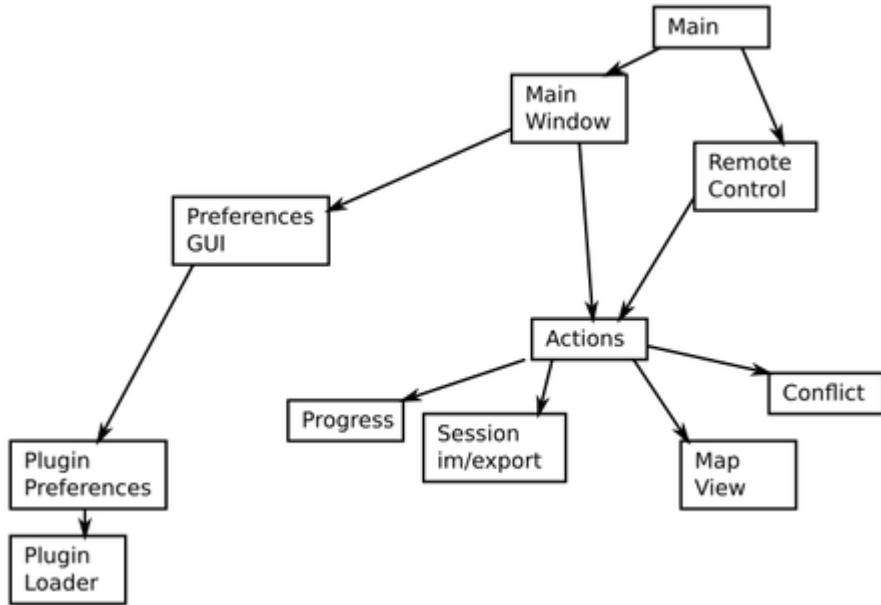 Main
Main
Window
Remote
Control
Preferences
GUI
Actions
Conflict
Progress
Session
im/export
Map
View
Plugin
Preferences
Plugin
Loader